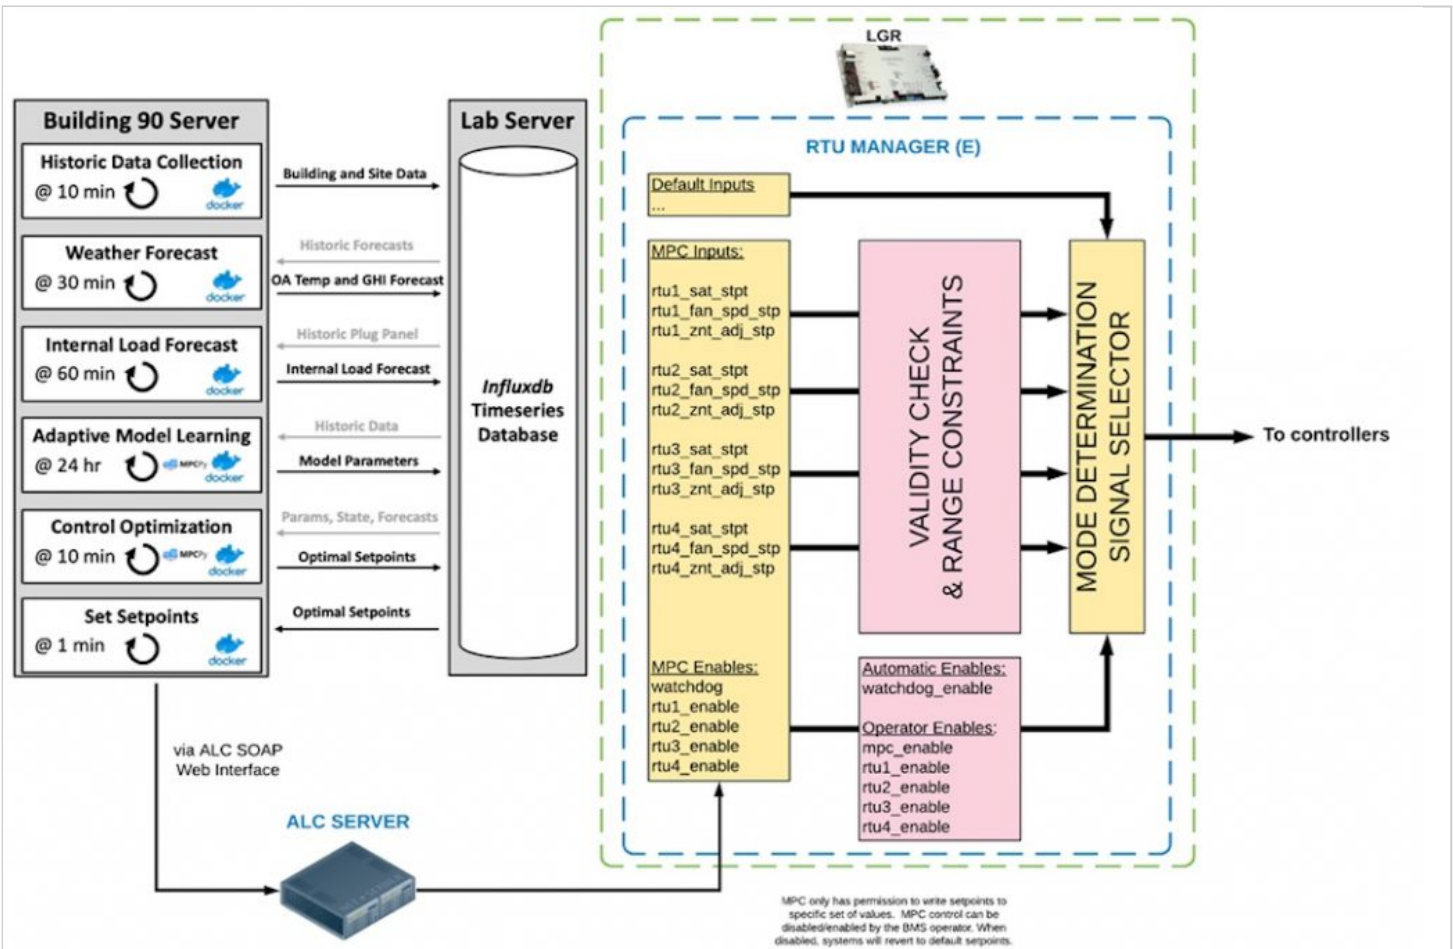 Building 90 Server
Historic Data Collection
@ 10 min
docker
Weather Forecast
@ 30 min
docker
Internal Load Forecast
@ 60 min
docker
Adaptive Model Learning
@ 24 hr
MPCPy
docker
Control Optimization
@ 10 min
MPCPy
docker
Set Setpoints
@ 1 min
docker
Building and Site Data
Historic Forecasts
OA Temp and GHI Forecast
Historic Plug Panel
Internal Load Forecast
Historic Data
Model Parameters
Params, State, Forecasts
Optimal Setpoints
Optimal Setpoints
Lab Server
Influxdb
Timeseries
Database
via ALC SOAP
Web Interface
ALC SERVER
LGR
RTU MANAGER (E)
Default Inputs
...
MPC Inputs:
rtu1_sat_stpt
rtu1_fan_spd_stp
rtu1_znt_adj_stp
rtu2_sat_stpt
rtu2_fan_spd_stp
rtu2_znt_adj_stp
rtu3_sat_stpt
rtu3_fan_spd_stp
rtu3_znt_adj_stp
rtu4_sat_stpt
rtu4_fan_spd_stp
rtu4_znt_adj_stp
MPC Enables:
watchdog
rtu1_enable
rtu2_enable
rtu3_enable
rtu4_enable
VALIDITY CHECK
& RANGE CONSTRAINTS
Automatic Enables:
watchdog_enable
Operator Enables:
mpc_enable
rtu1_enable
rtu2_enable
rtu3_enable
rtu4_enable
MODE DETERMINATION
SIGNAL SELECTOR
To controllers
MPC only has permission to write setpoints to
specific set of values. MPC control can be
disabled/enabled by the BMS operator. When
disabled, systems will revert to default setpoints.